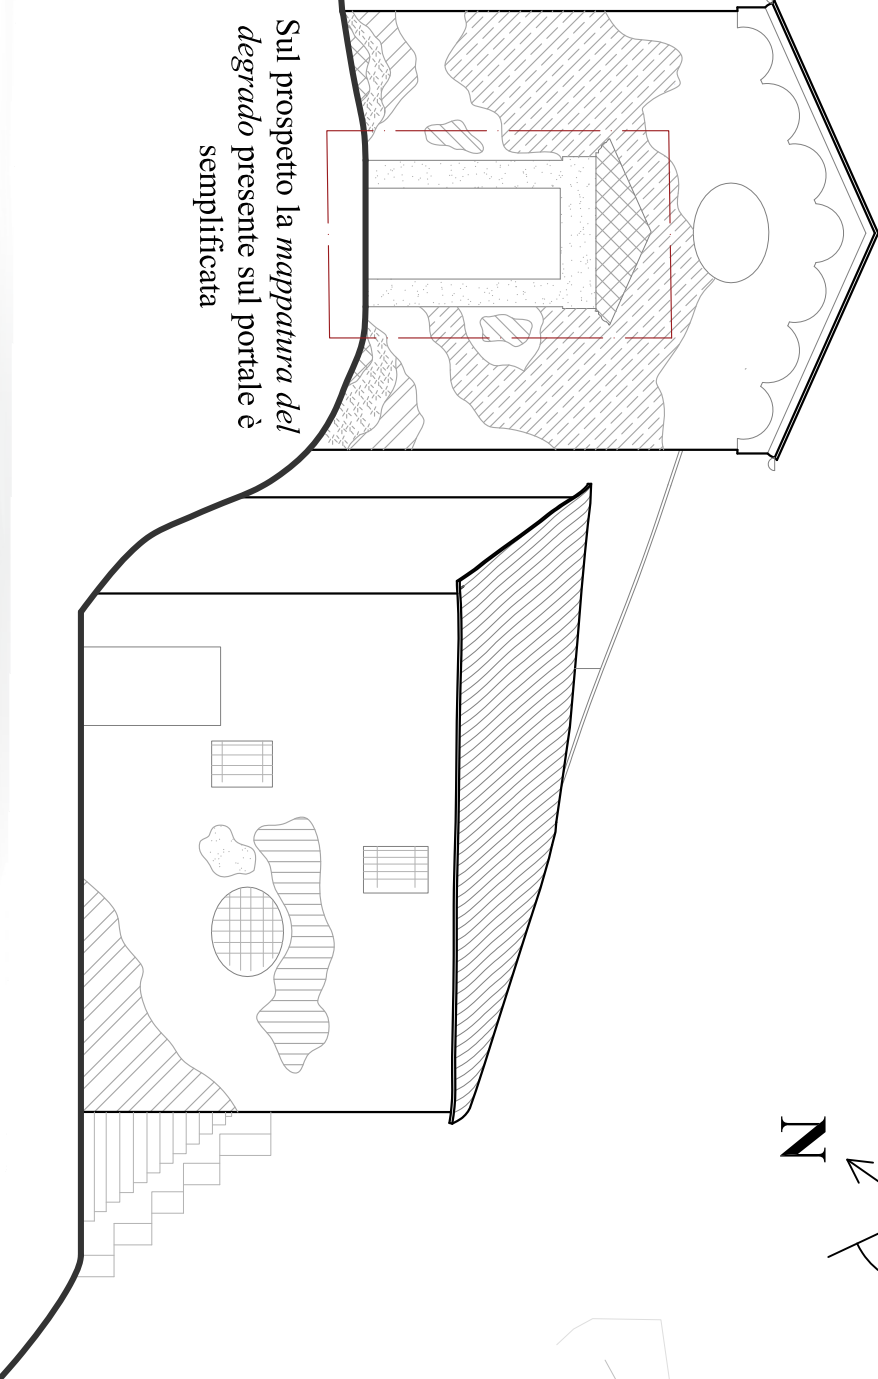 Sul prospetto la mappatura del
degrado presente sul portale è
semplificata
N